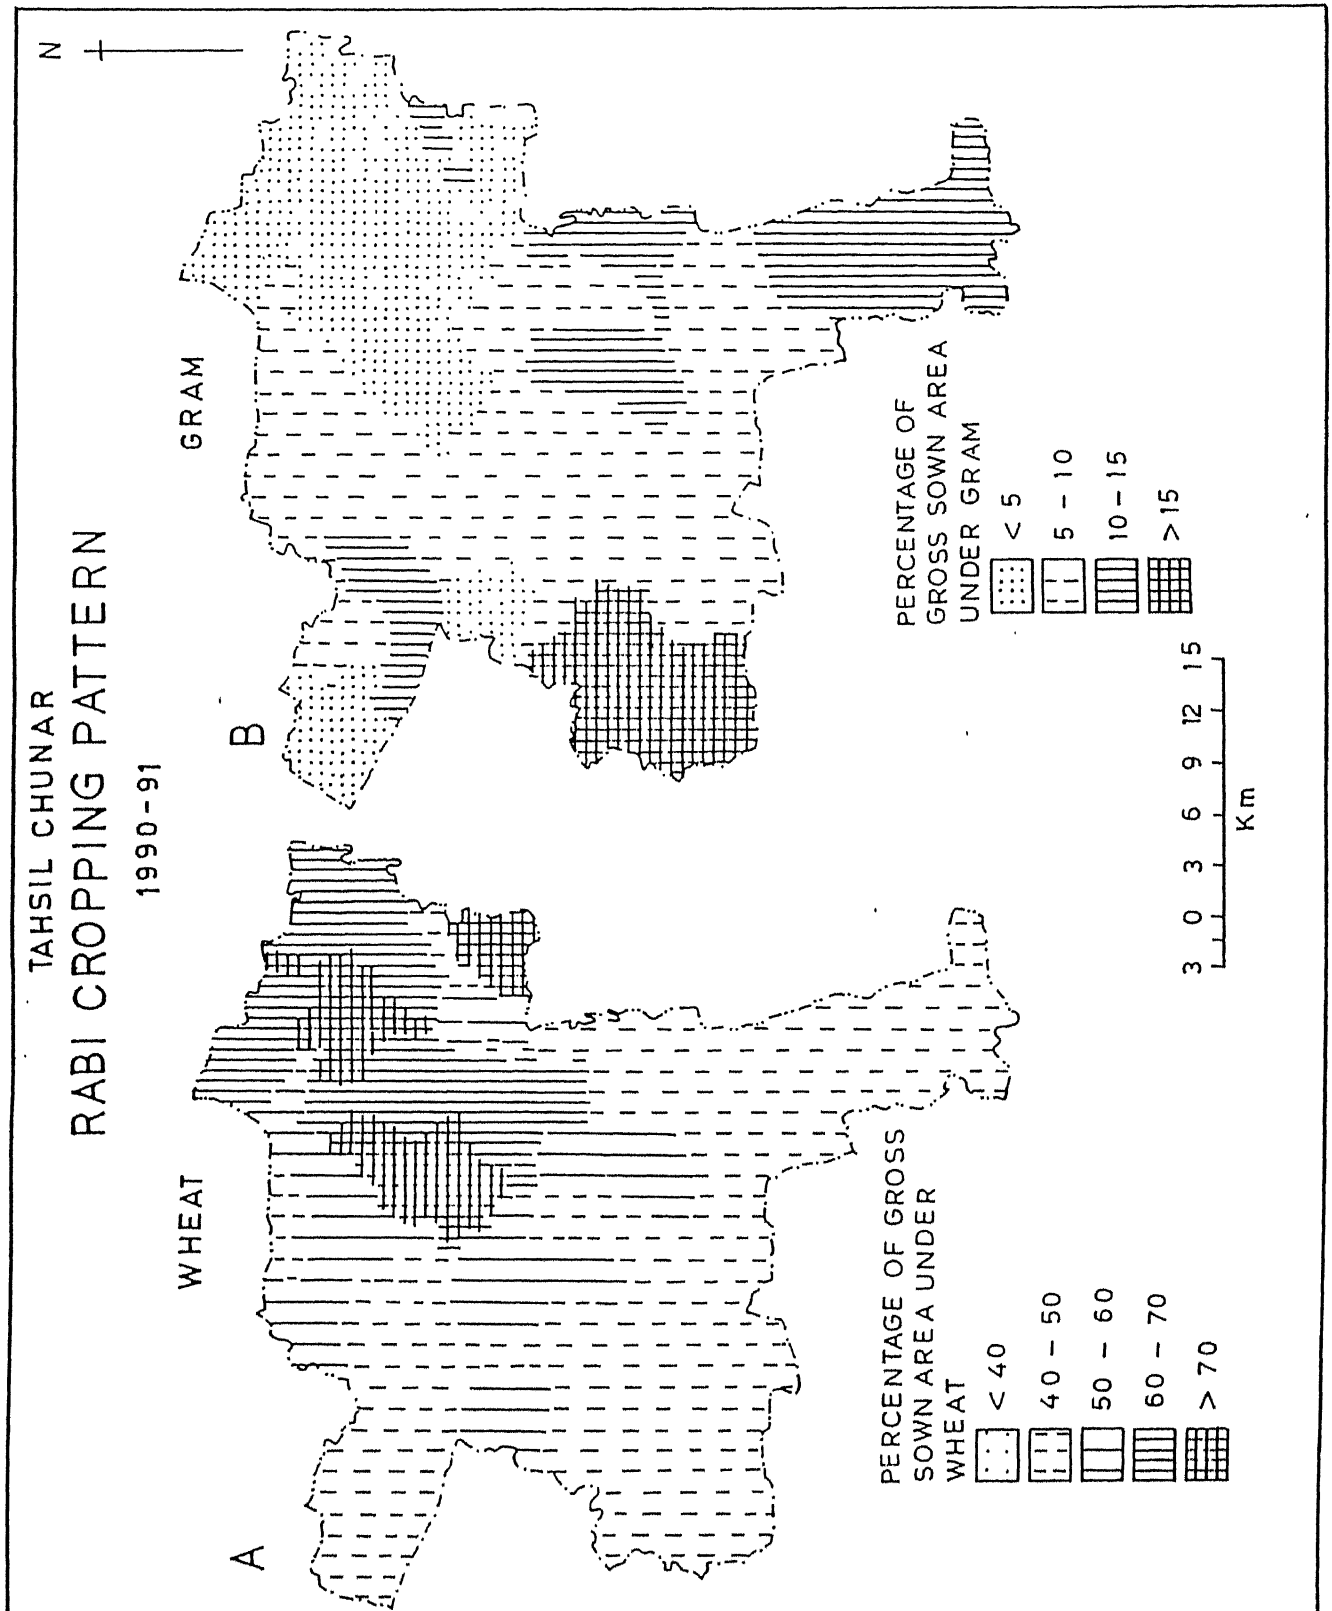 TAHSIL CHUNAR
RABI CROPPING PATTERN
1990-91
N
A
WHEAT
B
GRAM
PERCENTAGE OF GROSS
SOWN AREA UNDER
WHEAT
< 40
40 - 50
50 - 60
60 - 70
> 70
PERCENTAGE OF
GROSS SOWN AREA
UNDER GRAM
< 5
5 - 10
10 - 15
> 15
3 0 3 6 9 12 15
Km